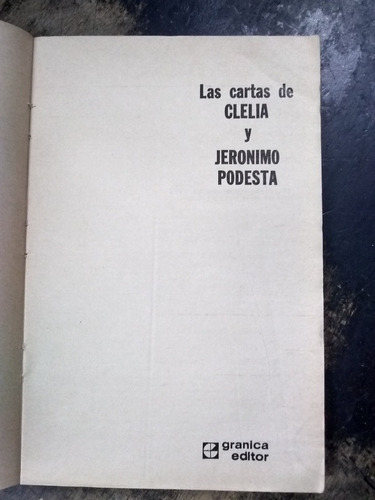 Las cartas de
CLELIA
y
JERONIMO
PODESTA
granica
editor